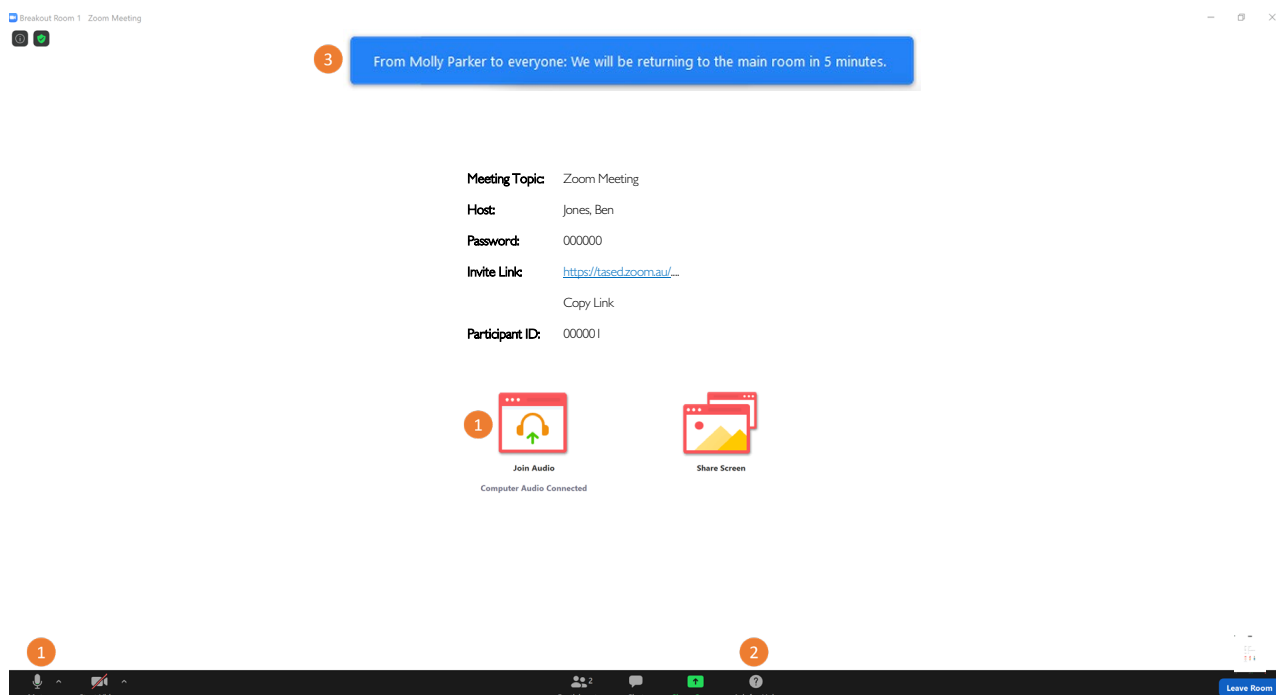 Breakout Room 1 Zoom Meeting
3
From Molly Parker to everyone: We will be returning to the main room in 5 minutes.
Meeting Topic: Zoom Meeting
Host: Jones, Ben
Password: 000000
Invite Link: https://tased.zoom.au/....
Copy Link
Participant ID: 000001
1
Join Audio
Share Screen
Computer Audio Connected
1
2
2
Leave Room